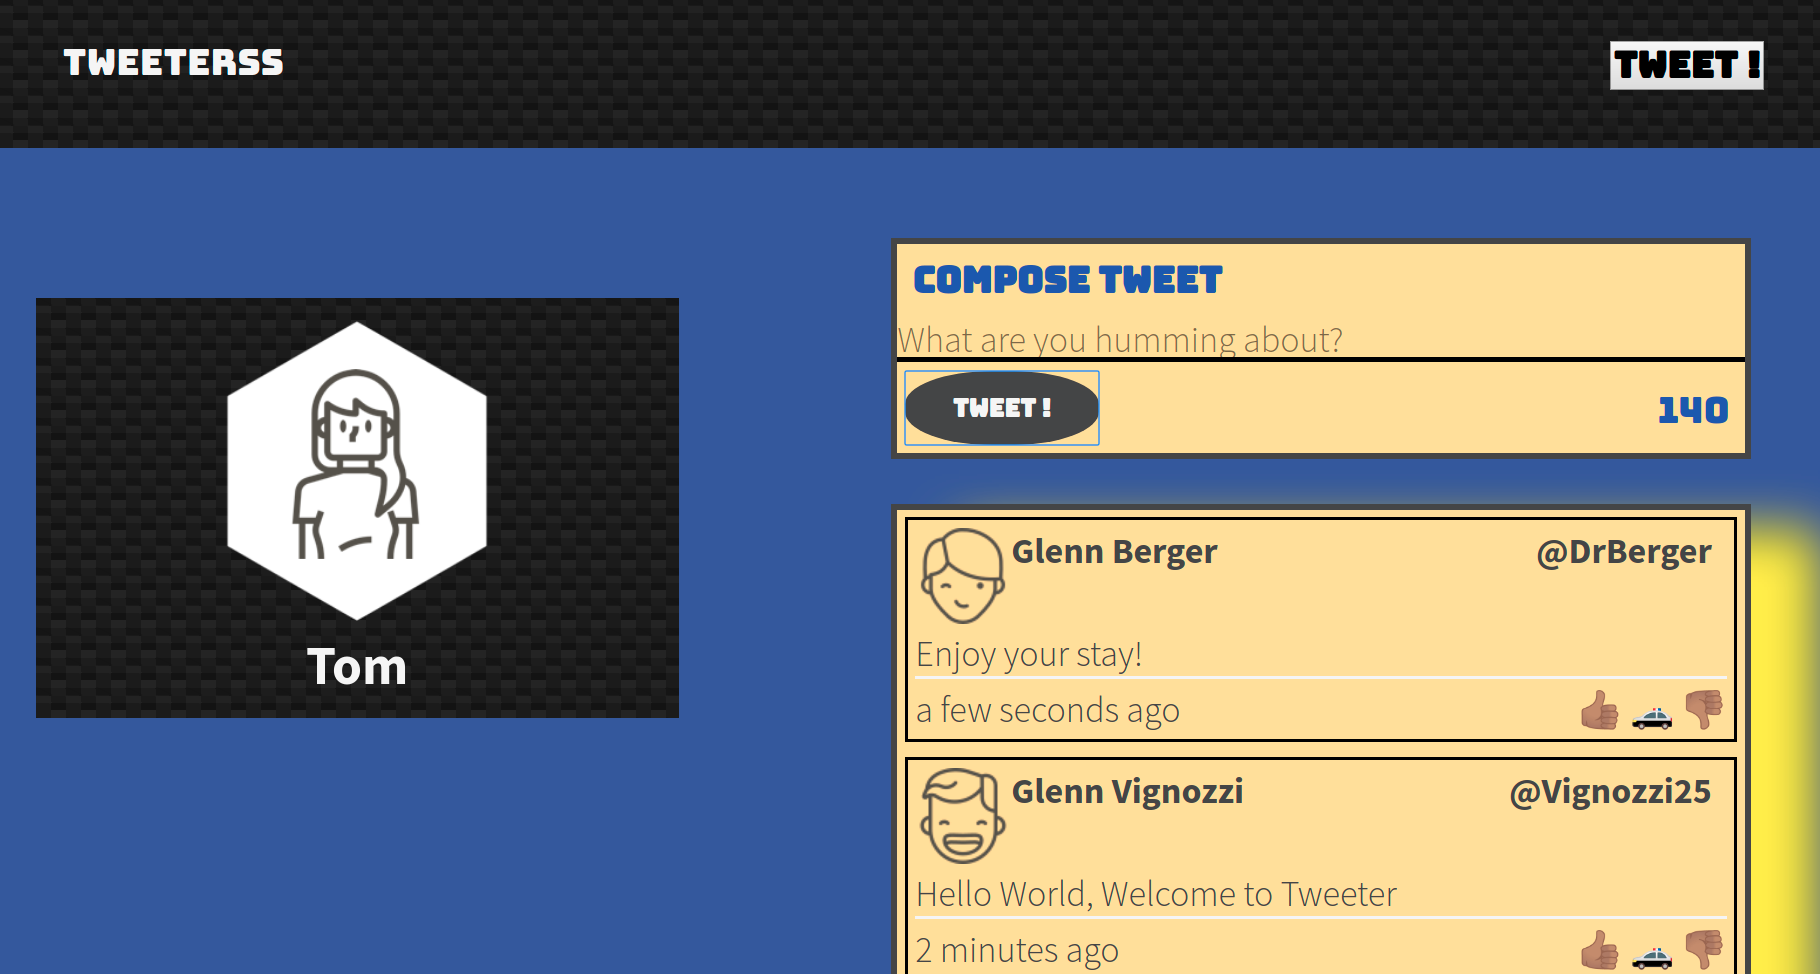 TWEETERSS
TWEET !
Tom
COMPOSE TWEET
What are you humming about?
TWEET !
140
Glenn Berger @DrBerger
Enjoy your stay!
a few seconds ago
Glenn Vignozzi @Vignozzi25
Hello World, Welcome to Tweeter
2 minutes ago